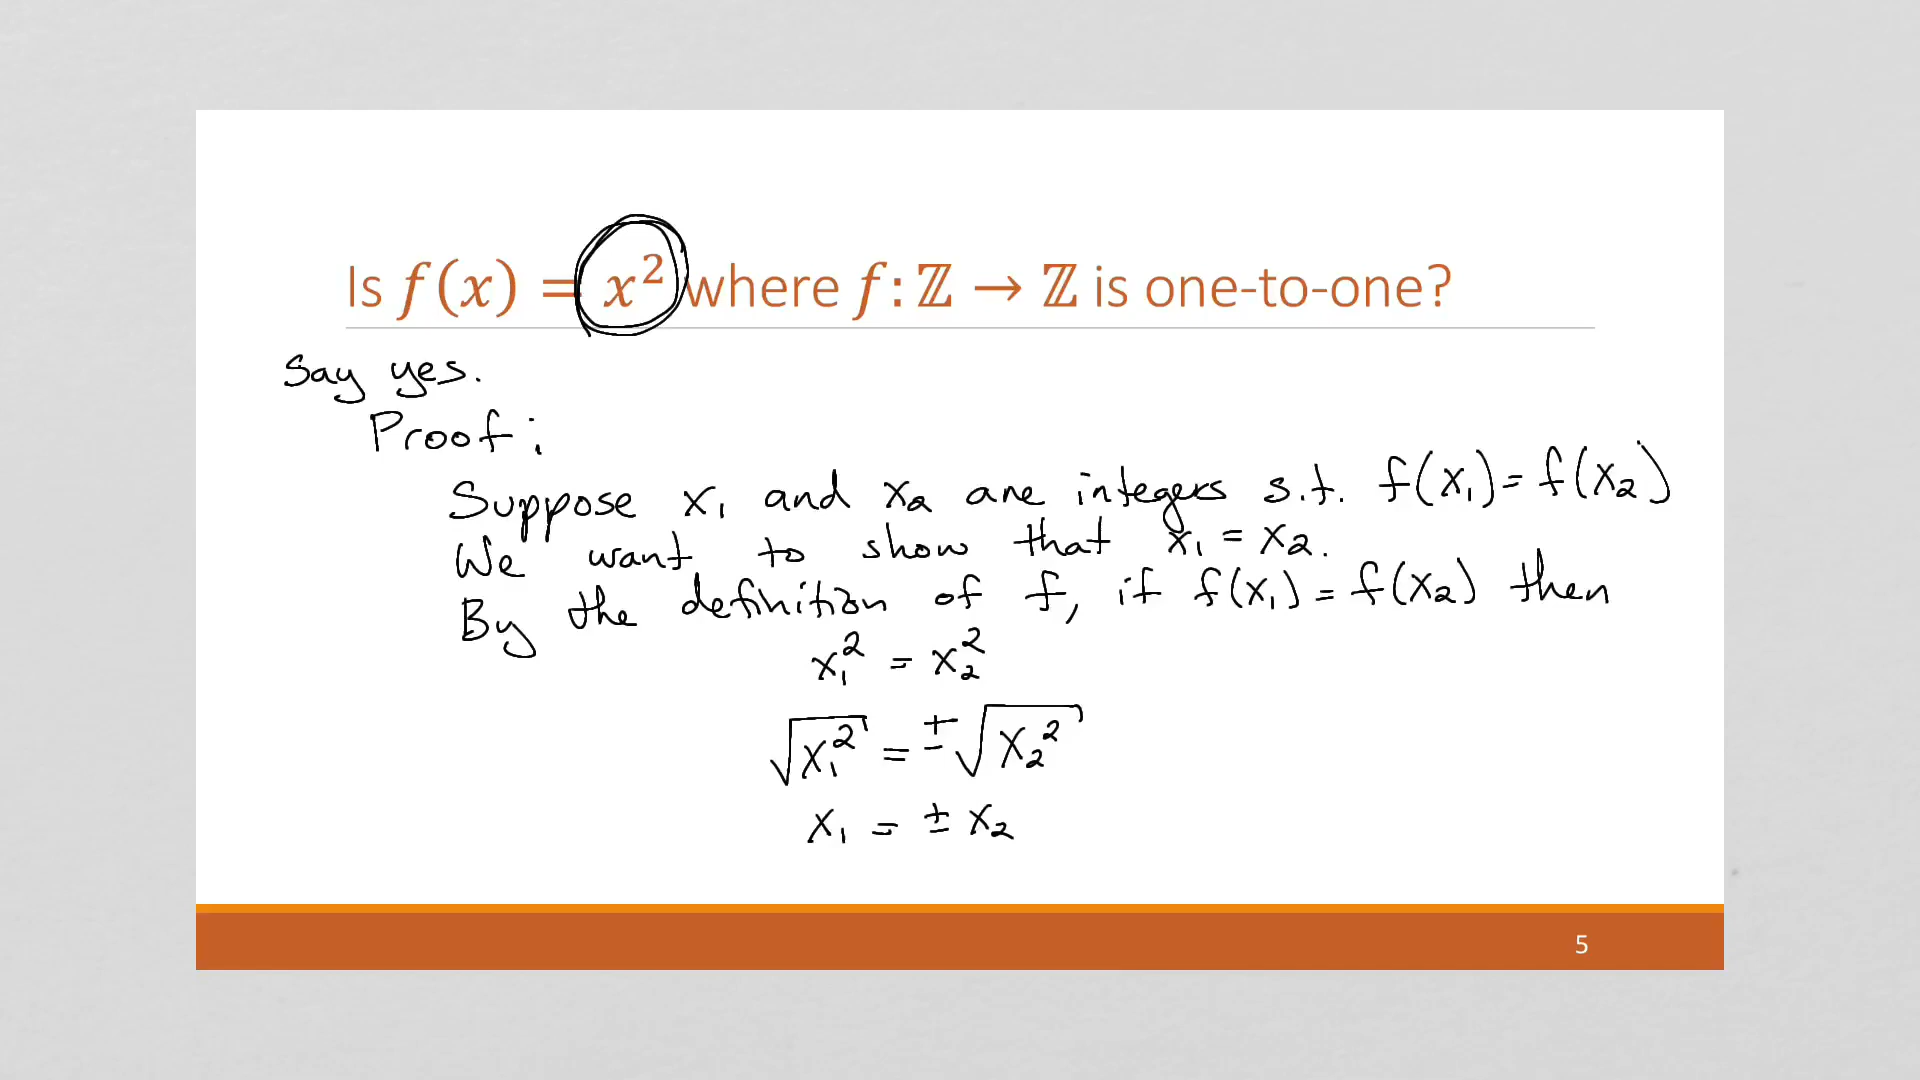 Is f(x) = x² where f: ℤ → ℤ is one-to-one?
Say yes.
Proof:
Suppose x₁ and x₂ are integers s.t. f(x₁) = f(x₂)
We want to show that x₁ = x₂.
By the definition of f, if f(x₁) = f(x₂) then
x₁² = x₂²
√x₁² = ±√x₂²
x₁ = ± x₂
5